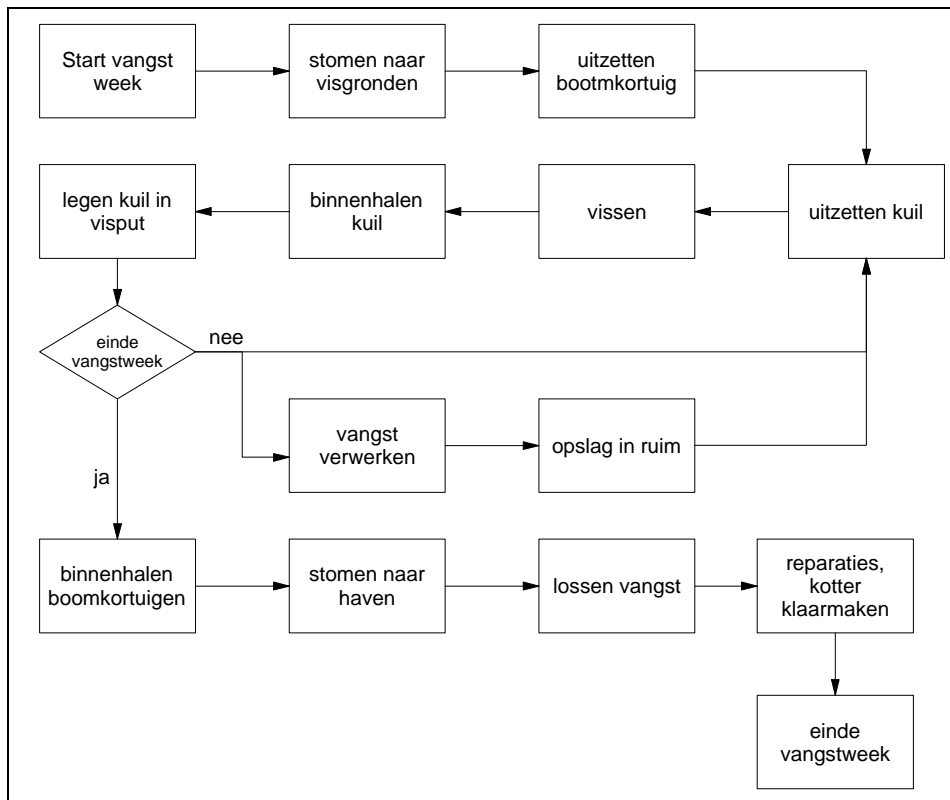 Start vangst
week
stomen naar
visgronden
uitzetten
bootmkortuig
legen kuil in
visput
binnenhalen
kuil
vissen
uitzetten kuil
einde
vangstweek
nee
vangst
verwerken
opslag in ruim
ja
binnenhalen
boomkortuigen
stomen naar
haven
lossen vangst
reparaties,
kotter
klaarmaken
einde
vangstweek